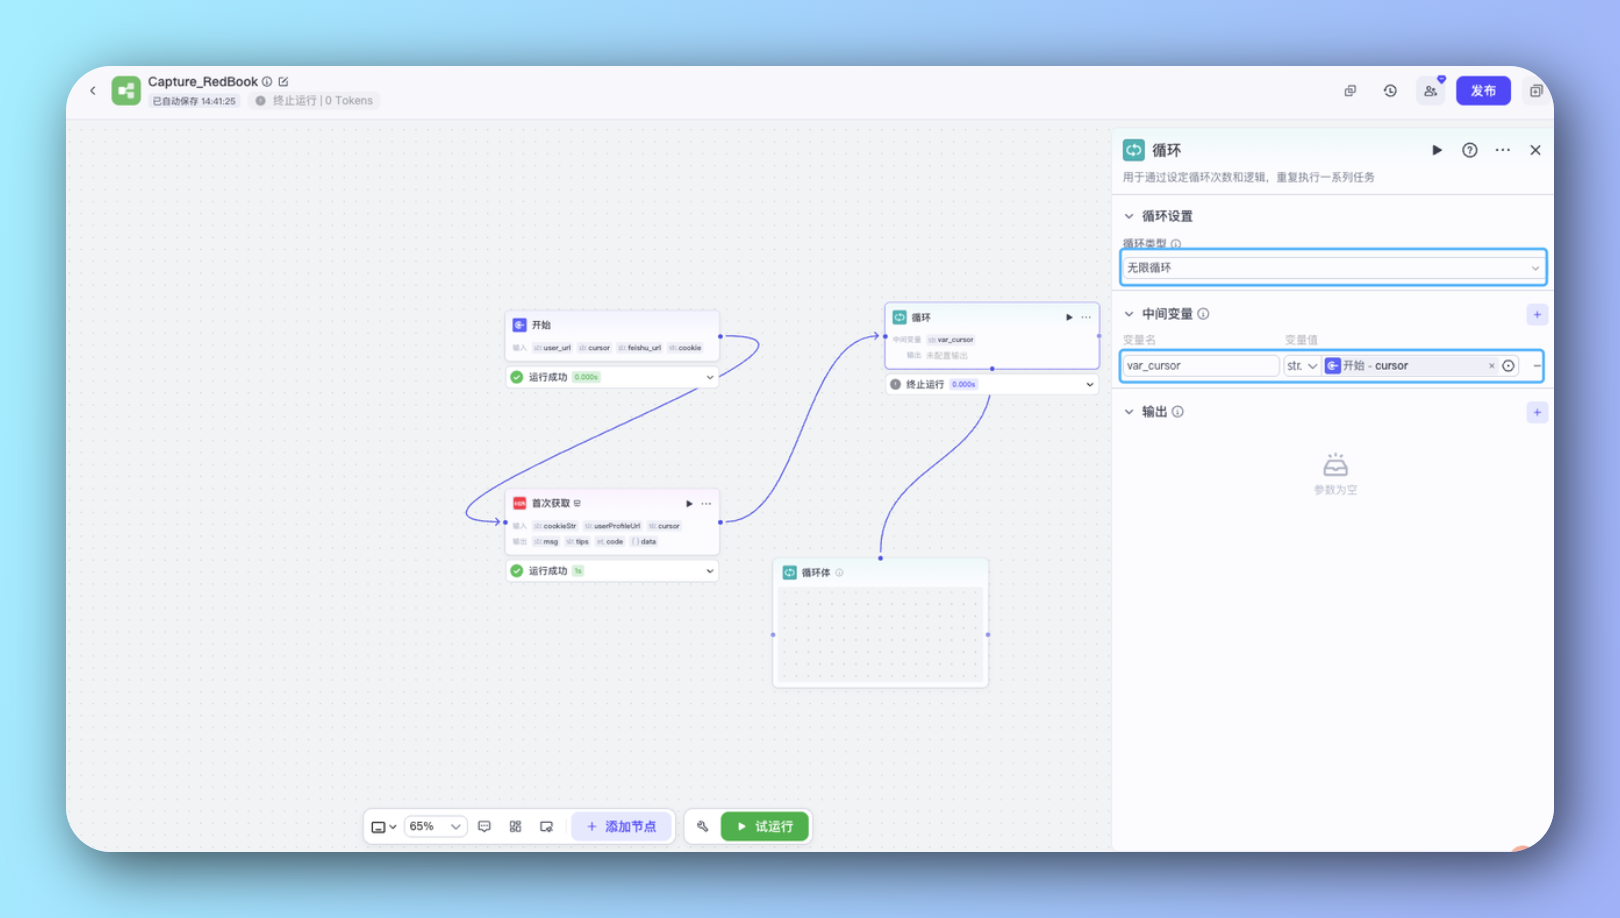 Capture_RedBook
已自动保存 14:41:25
终止运行 | 0 Tokens
发布
开始
输入 str. user_url str. cursor str. feishu_url str. cookie
运行成功 0.000s
首次获取
输入 str. cookieStr str. userProfileUrl str. cursor
输出 str. msg str. tips int. code { } data
运行成功 1s
循环
中间变量 str. var_cursor
输出 未配置输出
终止运行 0.000s
循环体
65%
添加节点
试运行
循环
用于通过设定循环次数和逻辑，重复执行一系列任务
循环设置
循环类型
无限循环
中间变量
变量名 变量值
var_cursor str. 开始 - cursor
输出
参数为空